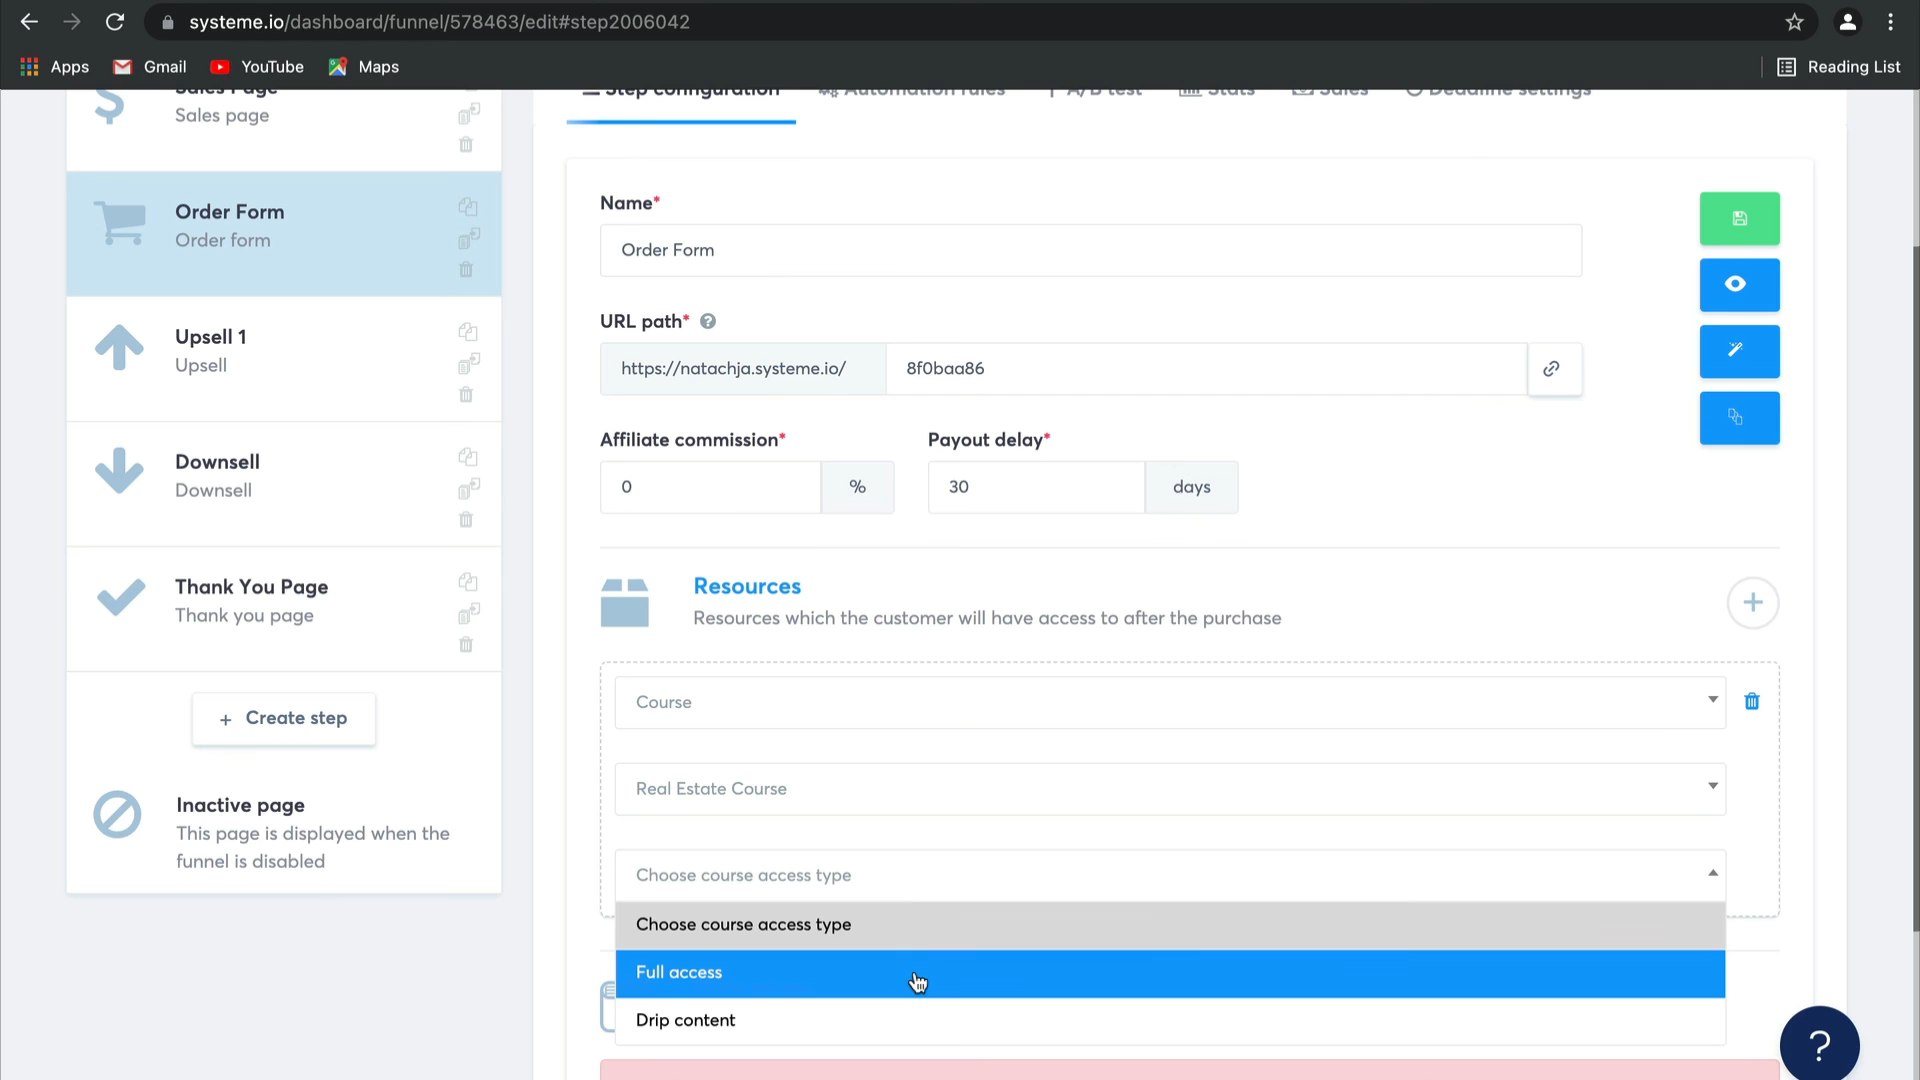 systeme.io/dashboard/funnel/578463/edit#step2006042
Apps
Gmail
YouTube
Maps
Reading List
Sales Page
Sales page
Order Form
Order form
Upsell 1
Upsell
Downsell
Downsell
Thank You Page
Thank you page
+ Create step
Inactive page
This page is displayed when the
funnel is disabled
Step configuration
Automation rules
A/B test
Stats
Sales
Deadline settings
Name*
Order Form
URL path* ?
https://natachja.systeme.io/
8f0baa86
Affiliate commission*
Payout delay*
0
%
30
days
Resources
Resources which the customer will have access to after the purchase
Course
Real Estate Course
Choose course access type
Choose course access type
Full access
Drip content
?